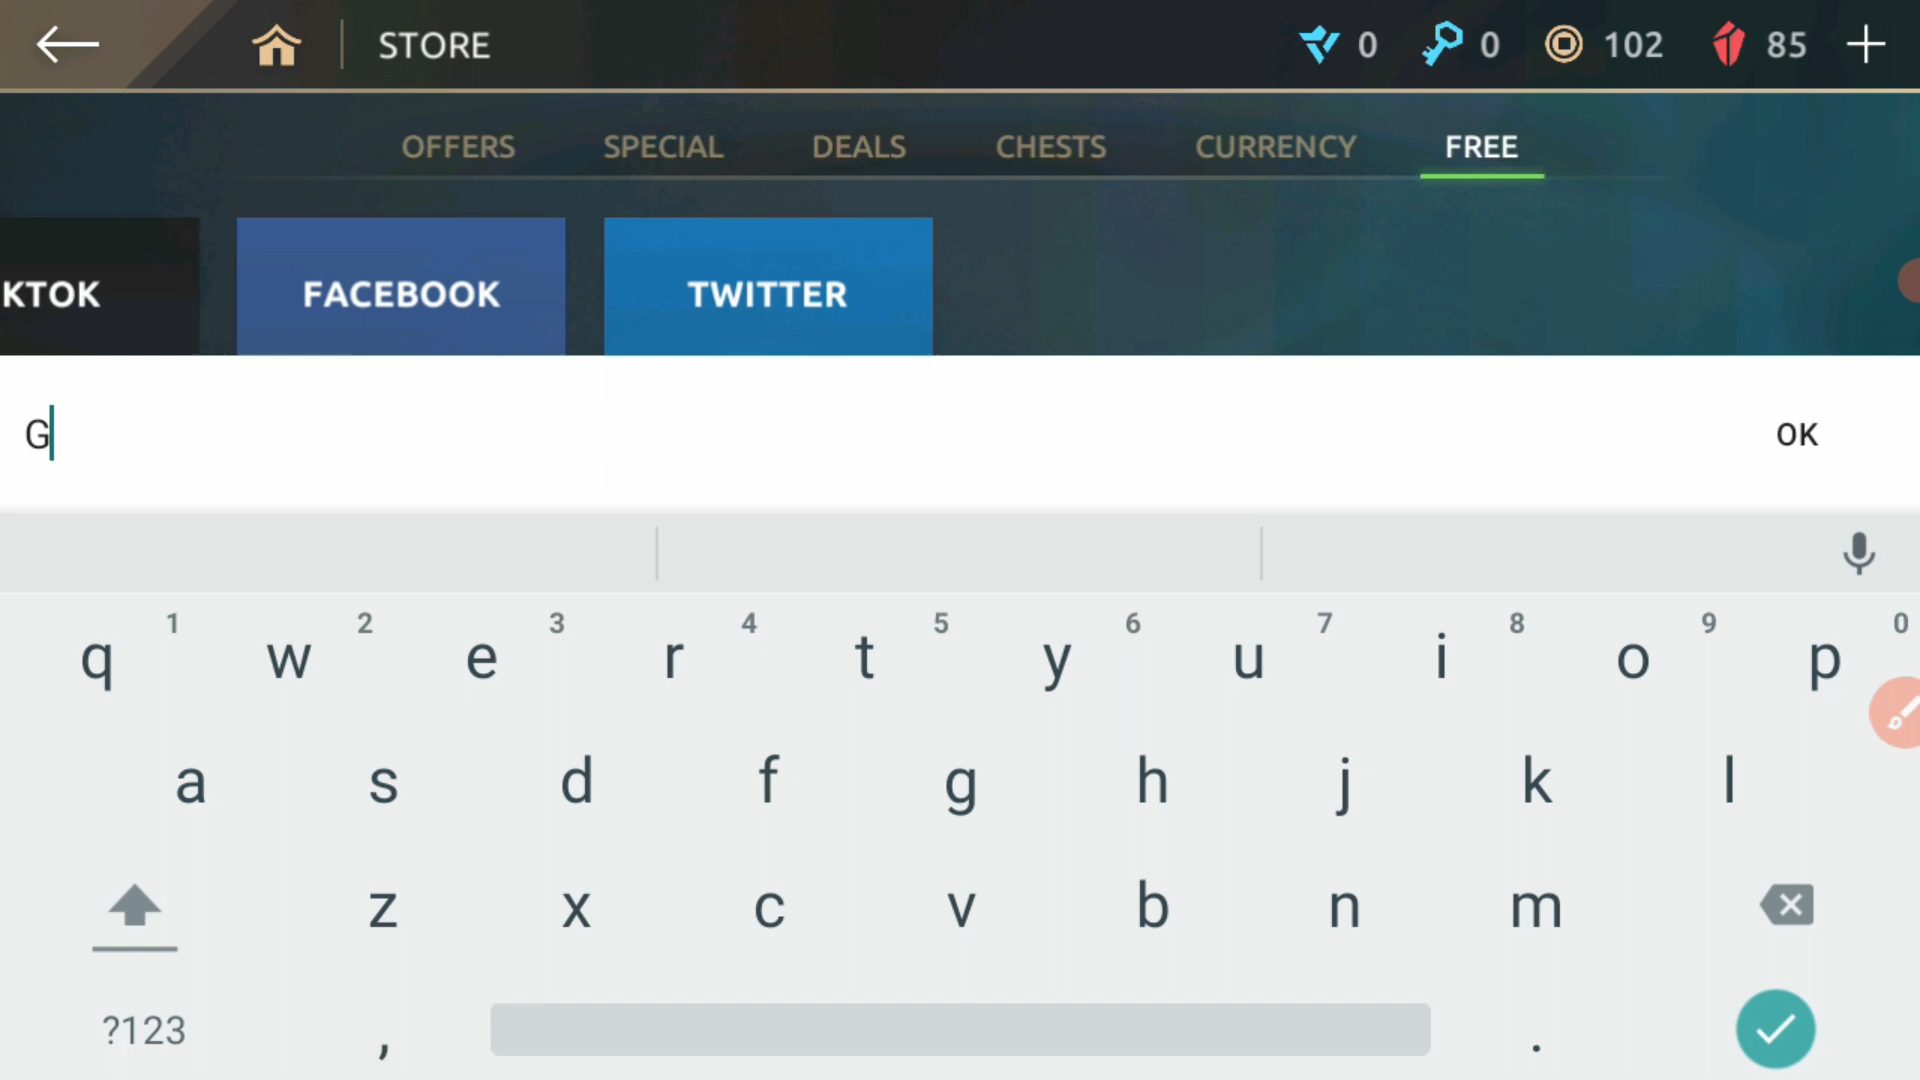 STORE 0 0 102 85
OFFERS SPECIAL DEALS CHESTS CURRENCY FREE
KTOK FACEBOOK TWITTER
G OK
1 2 3 4 5 6 7 8 9 0
q w e r t y u i o p
a s d f g h j k l
z x c v b n m
?123 , .